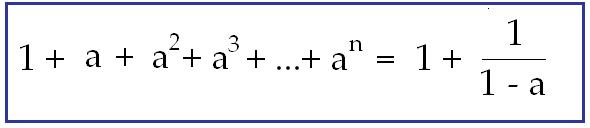 1 + a + a² + a³ + ... + aⁿ = 1 + 1/(1 - a)